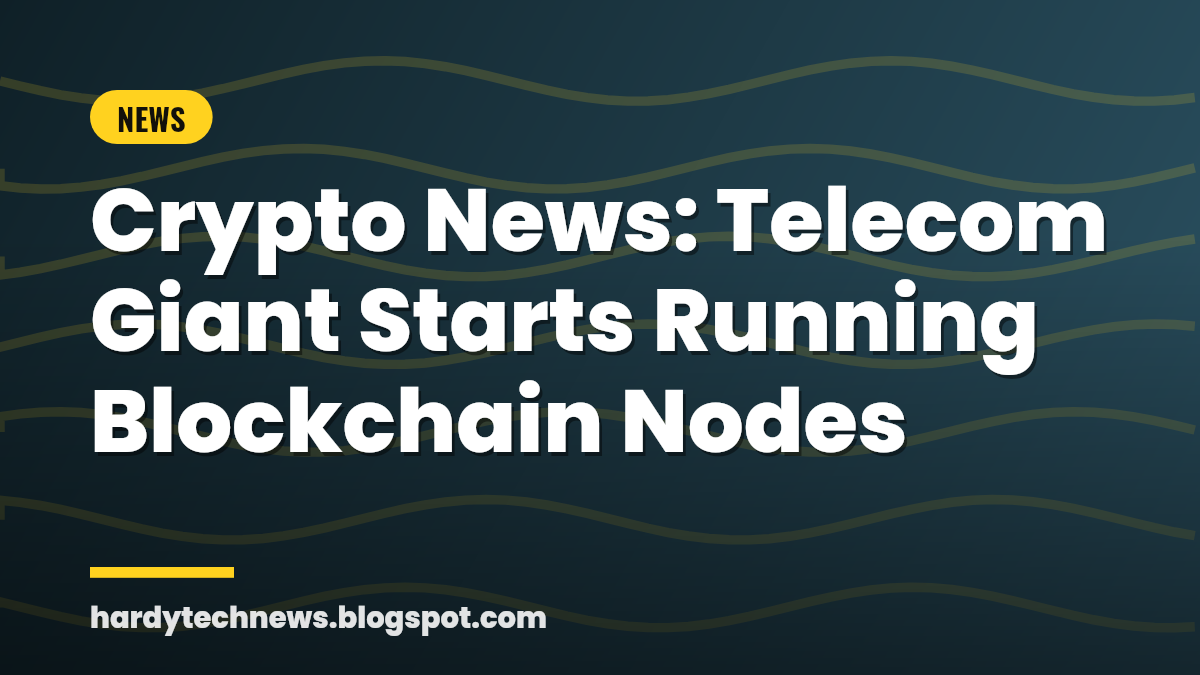 NEWS
Crypto News: Telecom
Giant Starts Running
Blockchain Nodes
hardytechnews.blogspot.com